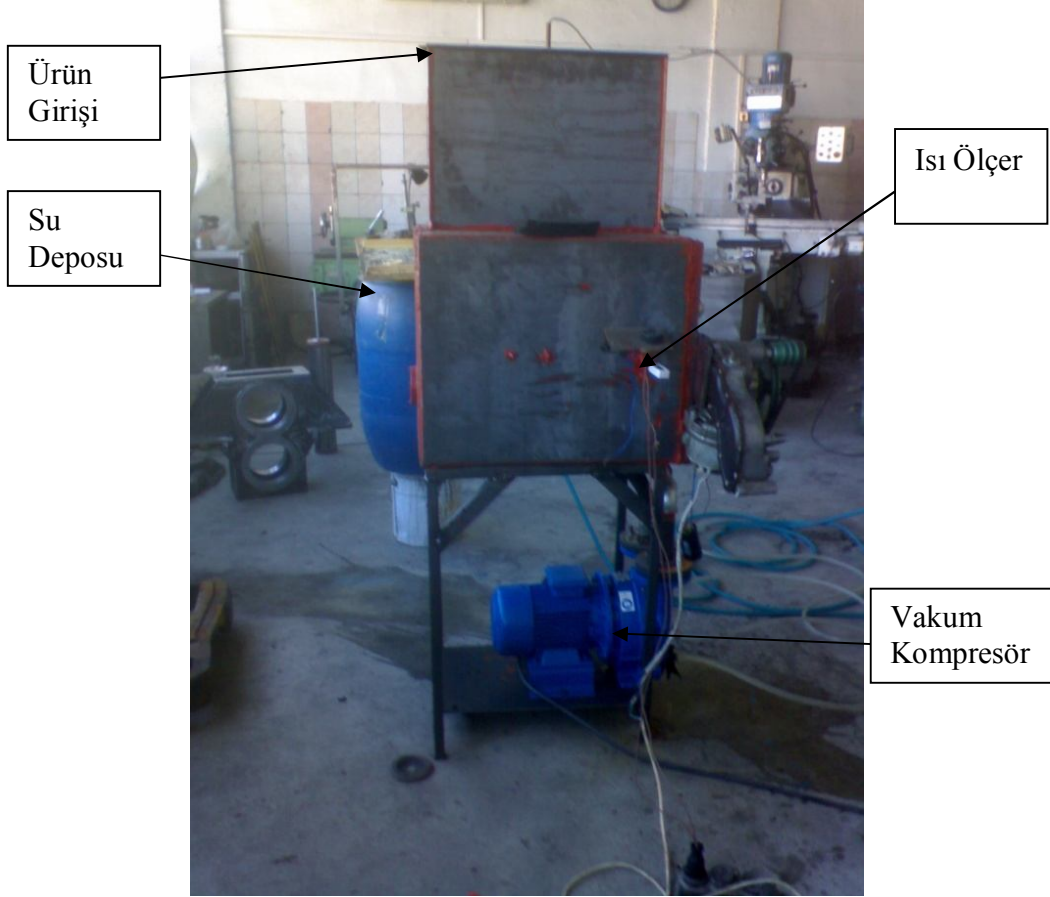 Ürün
Girişi
Su
Deposu
Isı Ölçer
Vakum
Kompresör